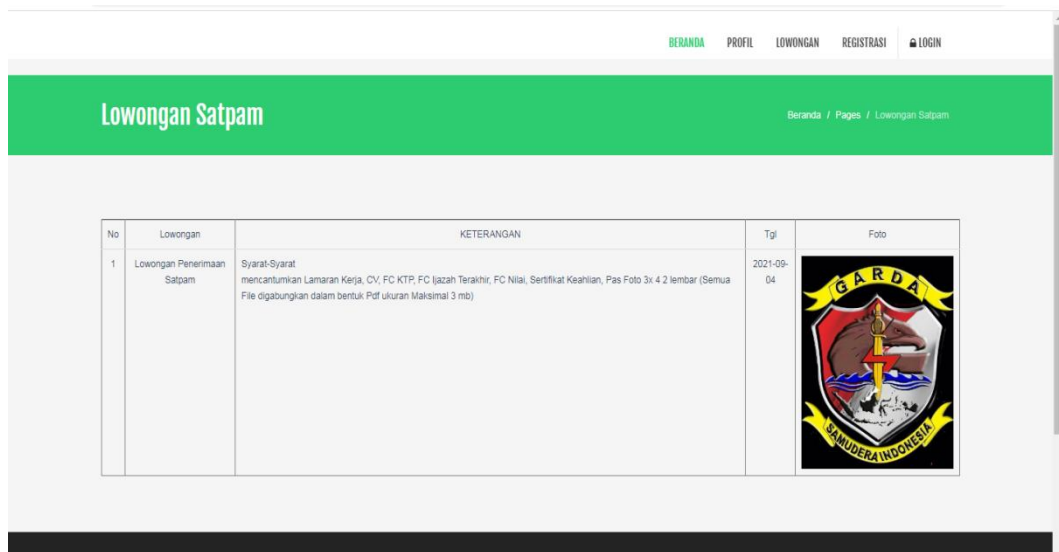 BERANDA PROFIL LOWONGAN REGISTRASI LOGIN
Lowongan Satpam
Beranda / Pages / Lowongan Satpam
No Lowongan KETERANGAN Tgl Foto
1 Lowongan Penerimaan Satpam
Syarat-Syarat
mencantumkan Lamaran Kerja, CV, FC KTP, FC Ijazah Terakhir, FC Nilai, Sertifikat Keahlian, Pas Foto 3x 4 2 lembar (Semua
File digabungkan dalam bentuk Pdf ukuran Maksimal 3 mb)
2021-09-
04
GARDA
SAMUDERA INDONESIA